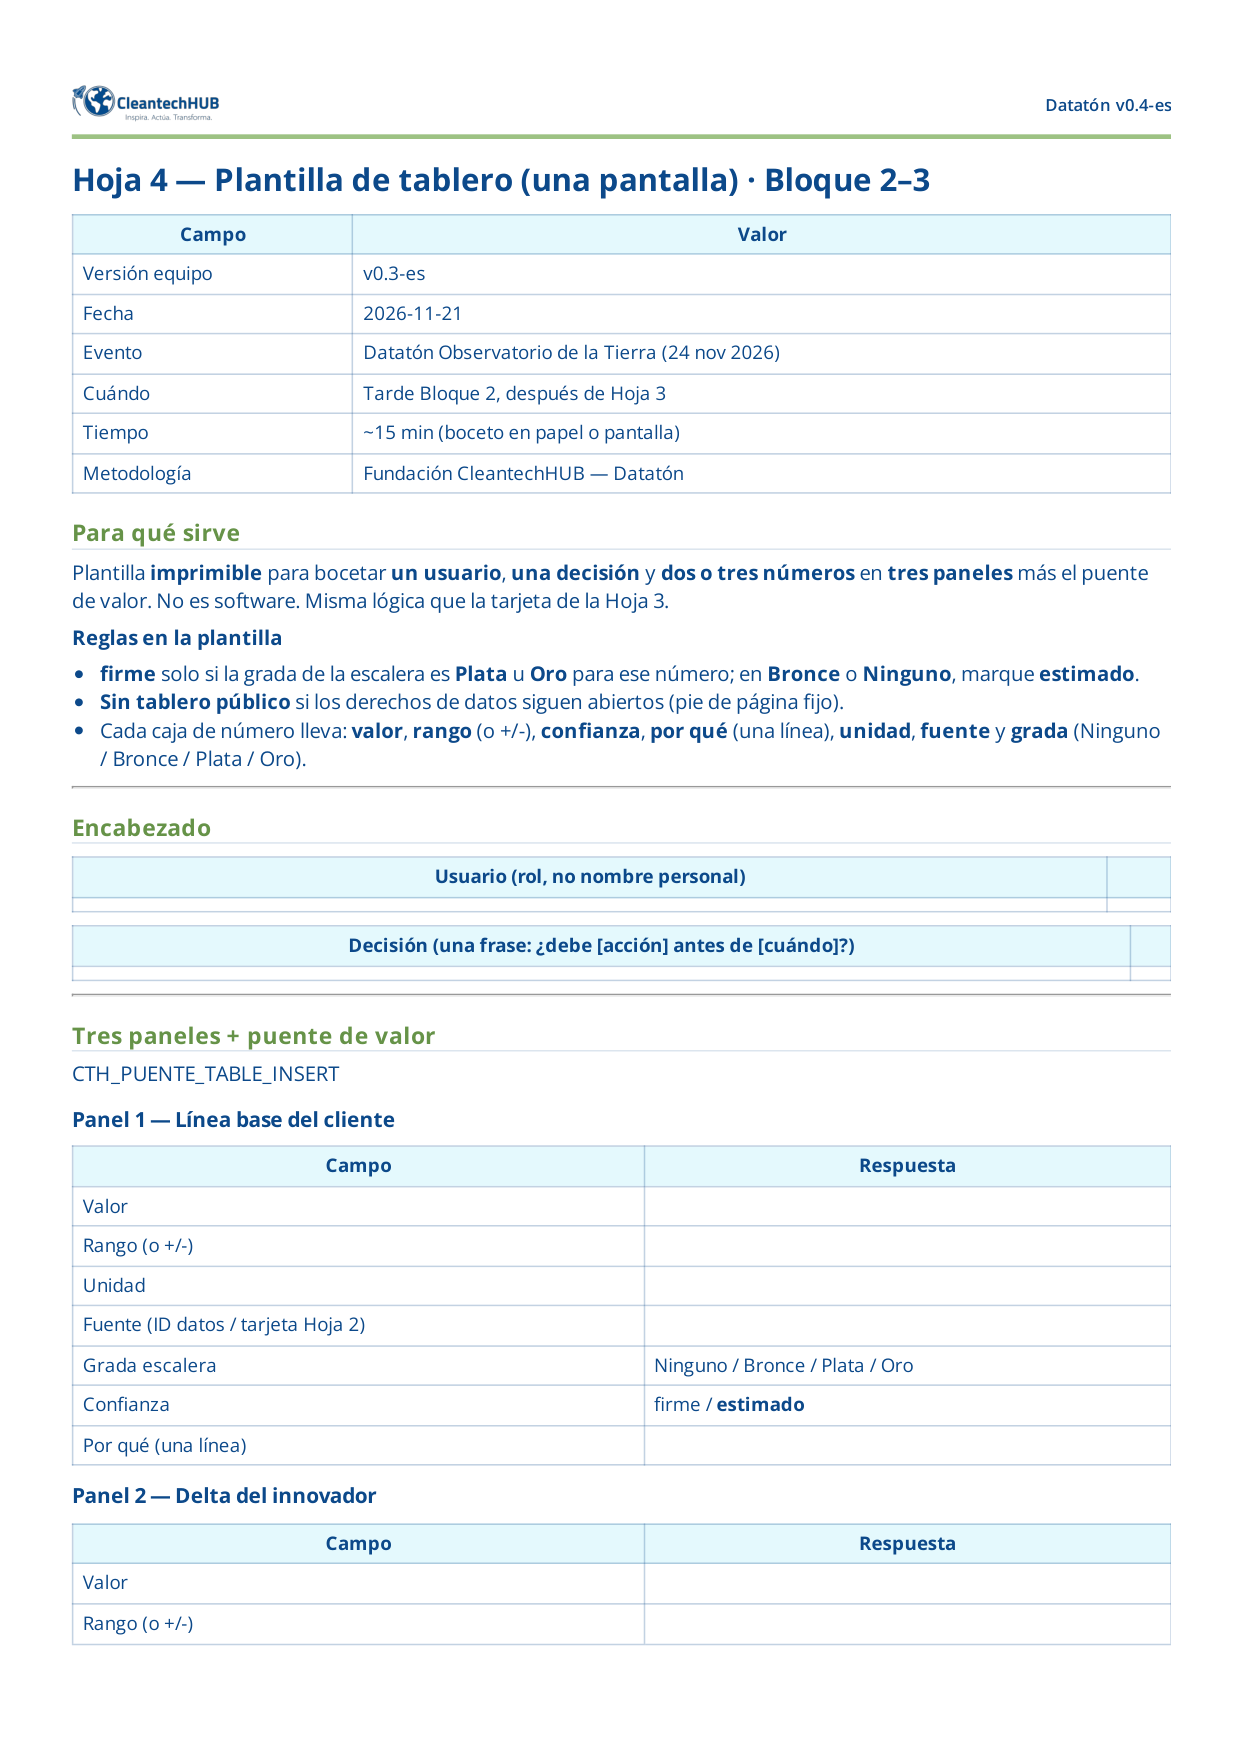 CleantechHUB
Inspira. Actúa. Transforma.
Datatón v0.4-es
Hoja 4 — Plantilla de tablero (una pantalla) · Bloque 2–3
Campo Valor
Versión equipo v0.3-es
Fecha 2026-11-21
Evento Datatón Observatorio de la Tierra (24 nov 2026)
Cuándo Tarde Bloque 2, después de Hoja 3
Tiempo ~15 min (boceto en papel o pantalla)
Metodología Fundación CleantechHUB — Datatón
Para qué sirve
Plantilla imprimible para bocetar un usuario, una decisión y dos o tres números en tres paneles más el puente
de valor. No es software. Misma lógica que la tarjeta de la Hoja 3.
Reglas en la plantilla
• firme solo si la grada de la escalera es Plata u Oro para ese número; en Bronce o Ninguno, marque estimado.
• Sin tablero público si los derechos de datos siguen abiertos (pie de página fijo).
• Cada caja de número lleva: valor, rango (o +/-), confianza, por qué (una línea), unidad, fuente y grada (Ninguno
/ Bronce / Plata / Oro).
Encabezado
Usuario (rol, no nombre personal)
Decisión (una frase: ¿debe [acción] antes de [cuándo]?)
Tres paneles + puente de valor
CTH_PUENTE_TABLE_INSERT
Panel 1 — Línea base del cliente
Campo Respuesta
Valor
Rango (o +/-)
Unidad
Fuente (ID datos / tarjeta Hoja 2)
Grada escalera Ninguno / Bronce / Plata / Oro
Confianza firme / estimado
Por qué (una línea)
Panel 2 — Delta del innovador
Campo Respuesta
Valor
Rango (o +/-)